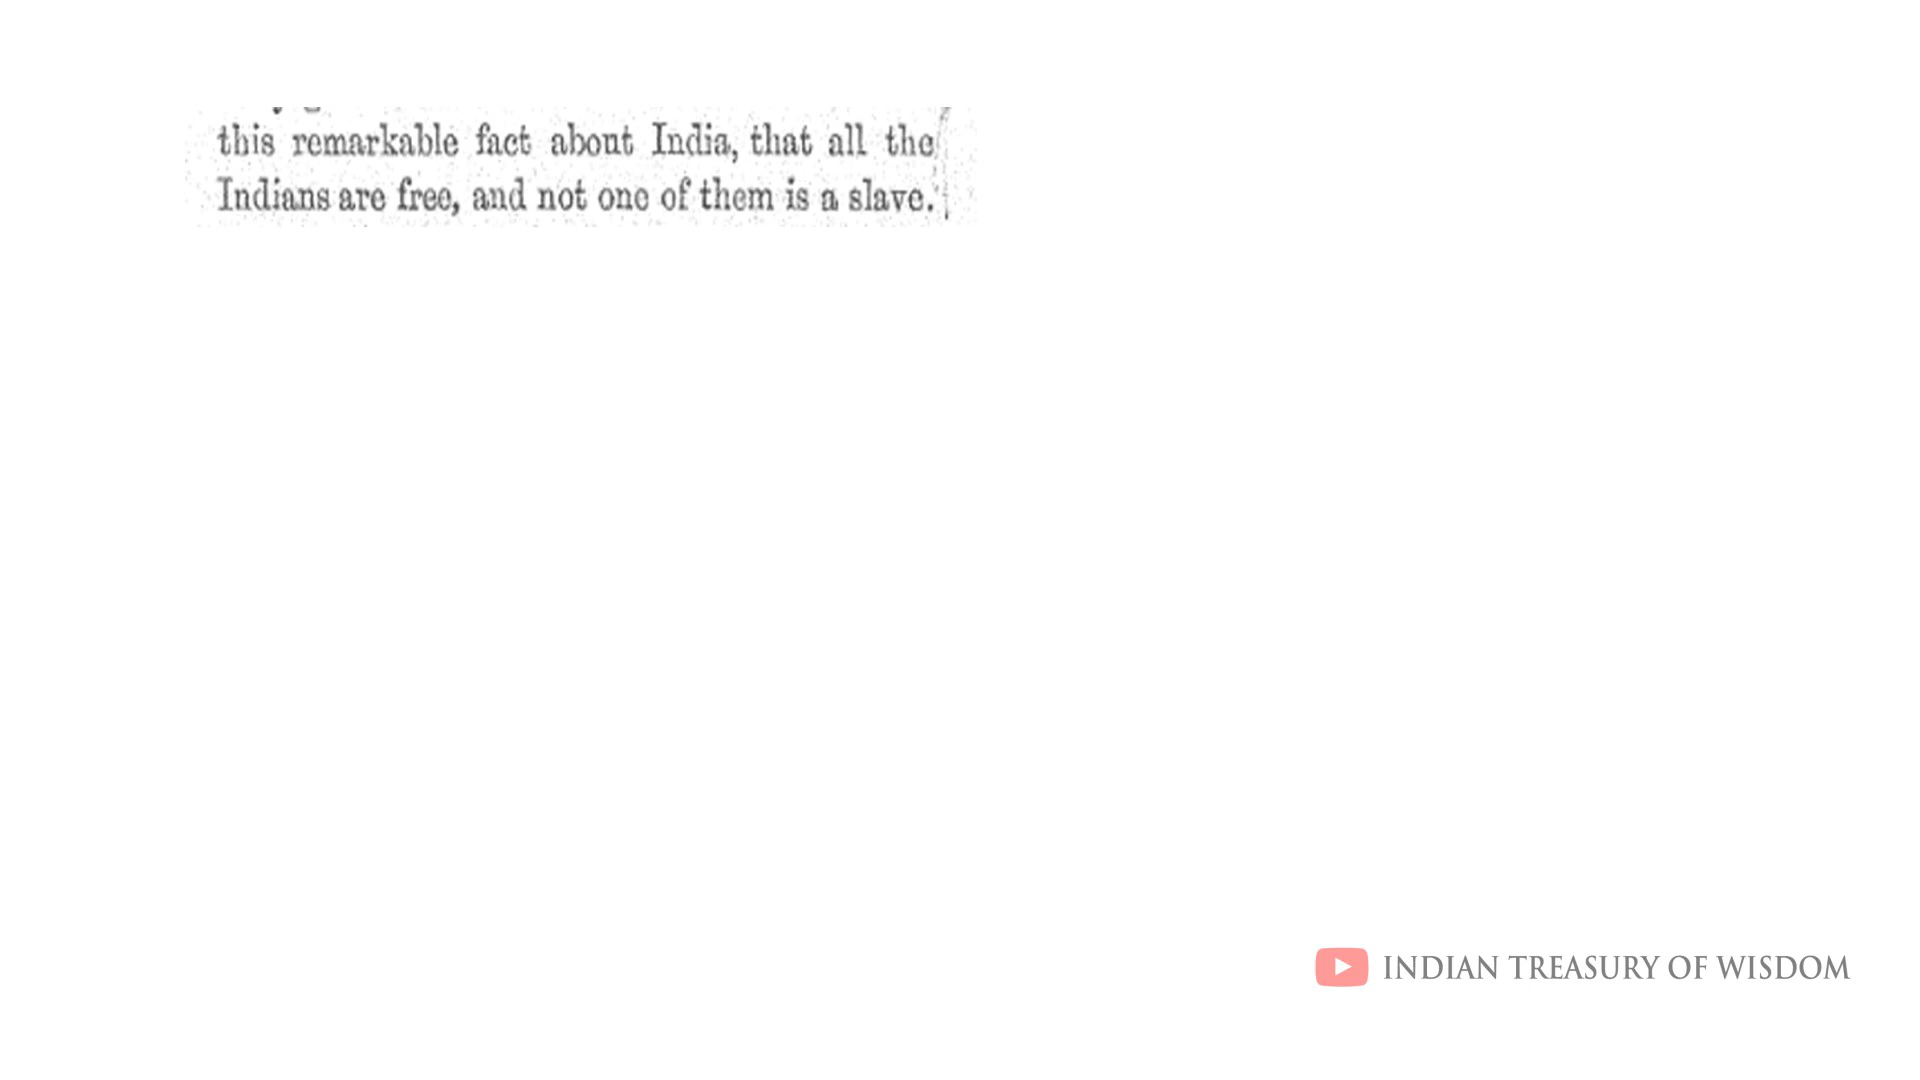 this remarkable fact about India, that all the
Indians are free, and not one of them is a slave.
INDIAN TREASURY OF WISDOM